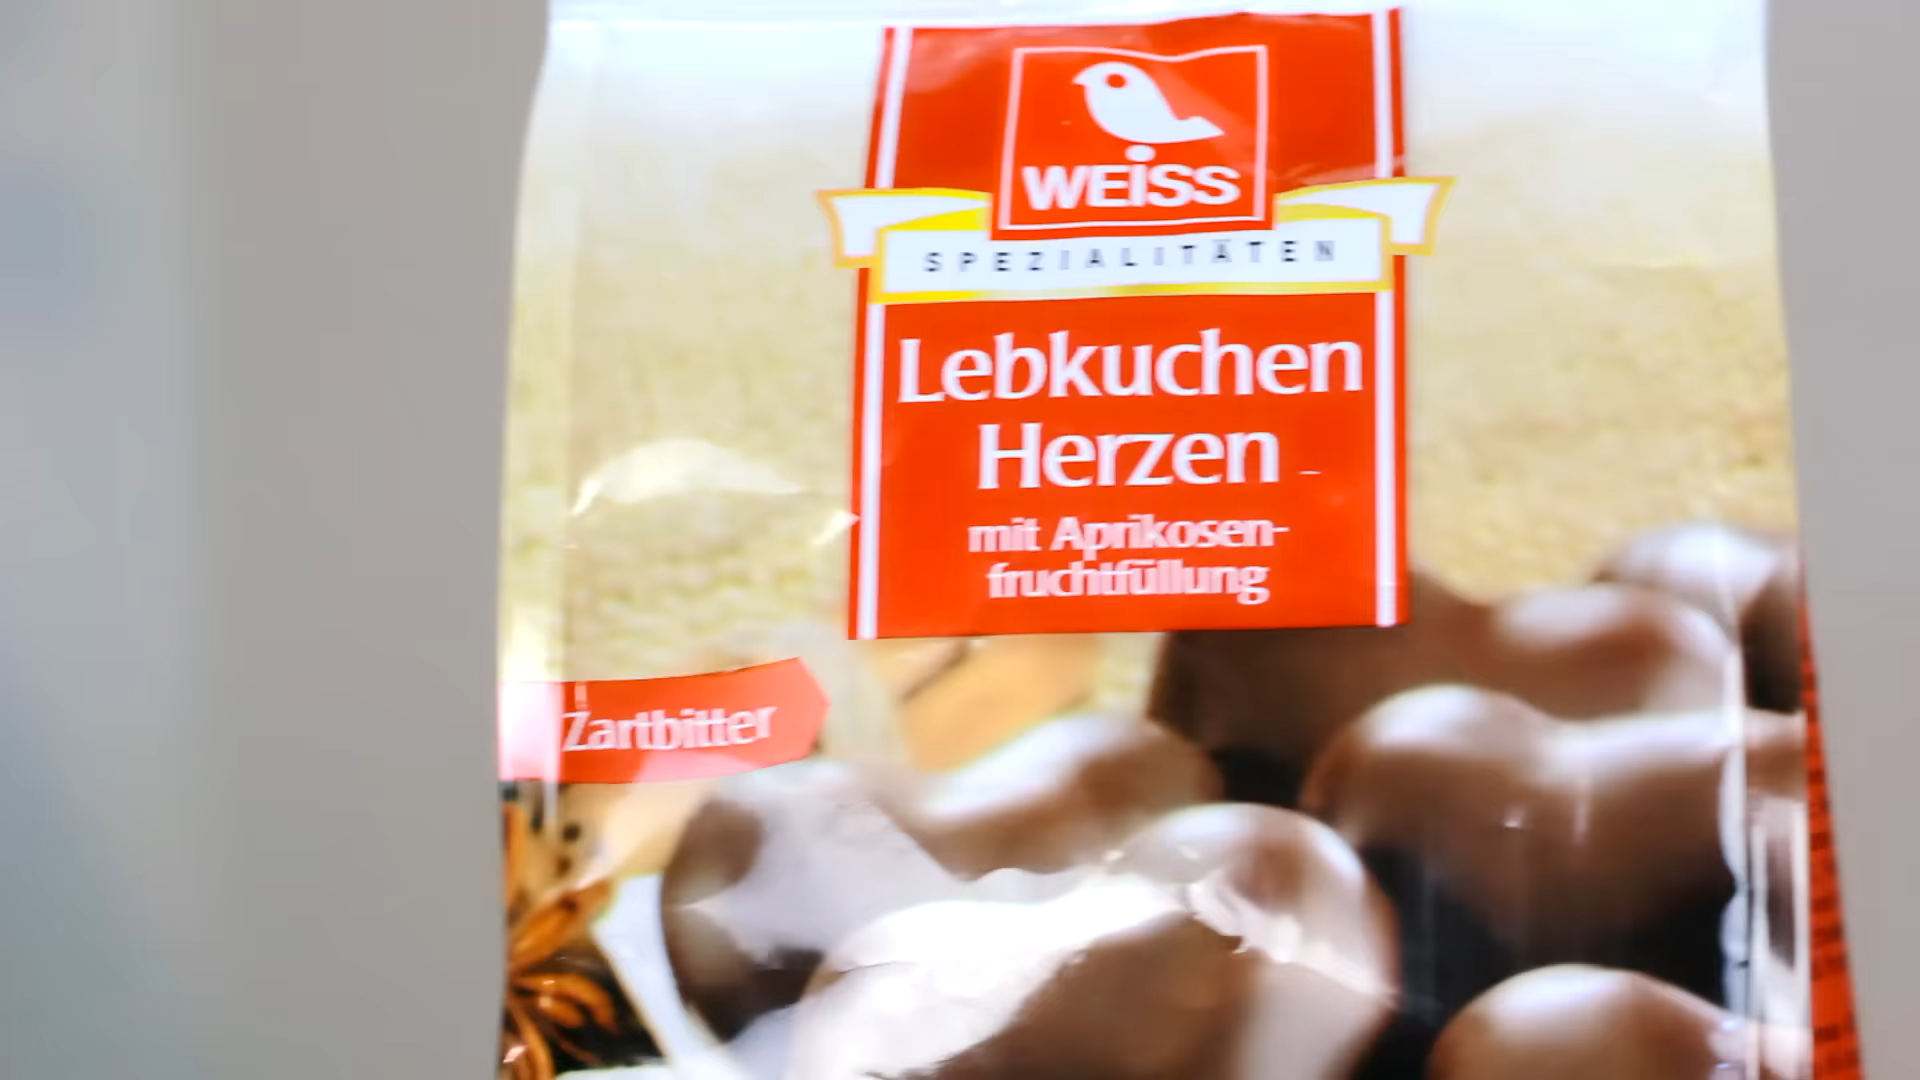 WEiSS
SPEZIALITÄTEN
Lebkuchen
Herzen
mit Aprikosen-
fruchtfüllung
Zartbitter